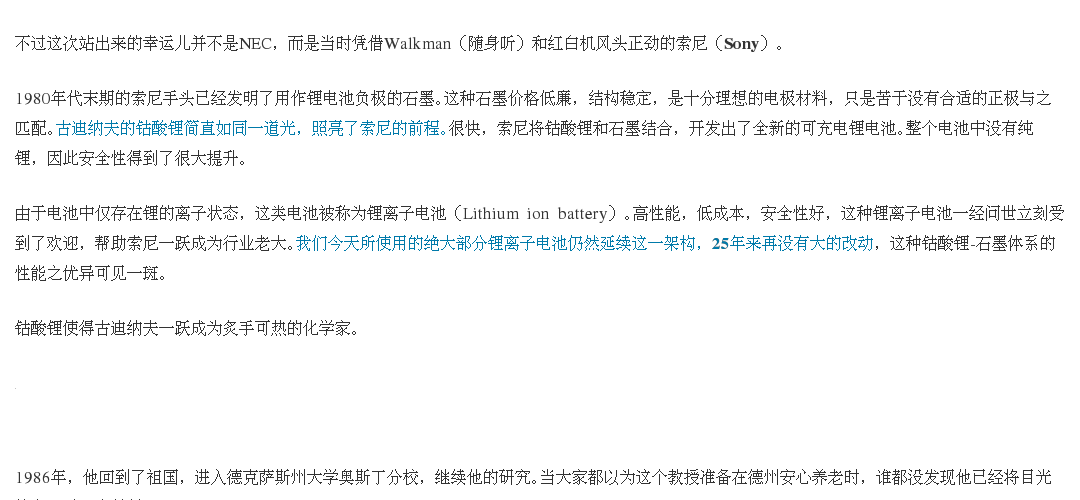 不过这次站出来的幸运儿并不是NEC，而是当时凭借Walkman（随身听）和红白机风头正劲的索尼（Sony）。
1980年代末期的索尼手头已经发明了用作锂电池负极的石墨。这种石墨价格低廉，结构稳定，是十分理想的电极材料，只是苦于没有合适的正极与之
匹配。古迪纳夫的钴酸锂简直如同一道光，照亮了索尼的前程。很快，索尼将钴酸锂和石墨结合，开发出了全新的可充电锂电池。整个电池中没有纯
锂，因此安全性得到了很大提升。
由于电池中仅存在锂的离子状态，这类电池被称为锂离子电池（Lithium ion battery）。高性能，低成本，安全性好，这种锂离子电池一经问世立刻受
到了欢迎，帮助索尼一跃成为行业老大。我们今天所使用的绝大部分锂离子电池仍然延续这一架构，25年来再没有大的改动，这种钴酸锂-石墨体系的
性能之优异可见一斑。
钴酸锂使得古迪纳夫一跃成为炙手可热的化学家。
1986年，他回到了祖国，进入德克萨斯州大学奥斯丁分校，继续他的研究。当大家都以为这个教授准备在德州安心养老时，谁都没发现他已经将目光